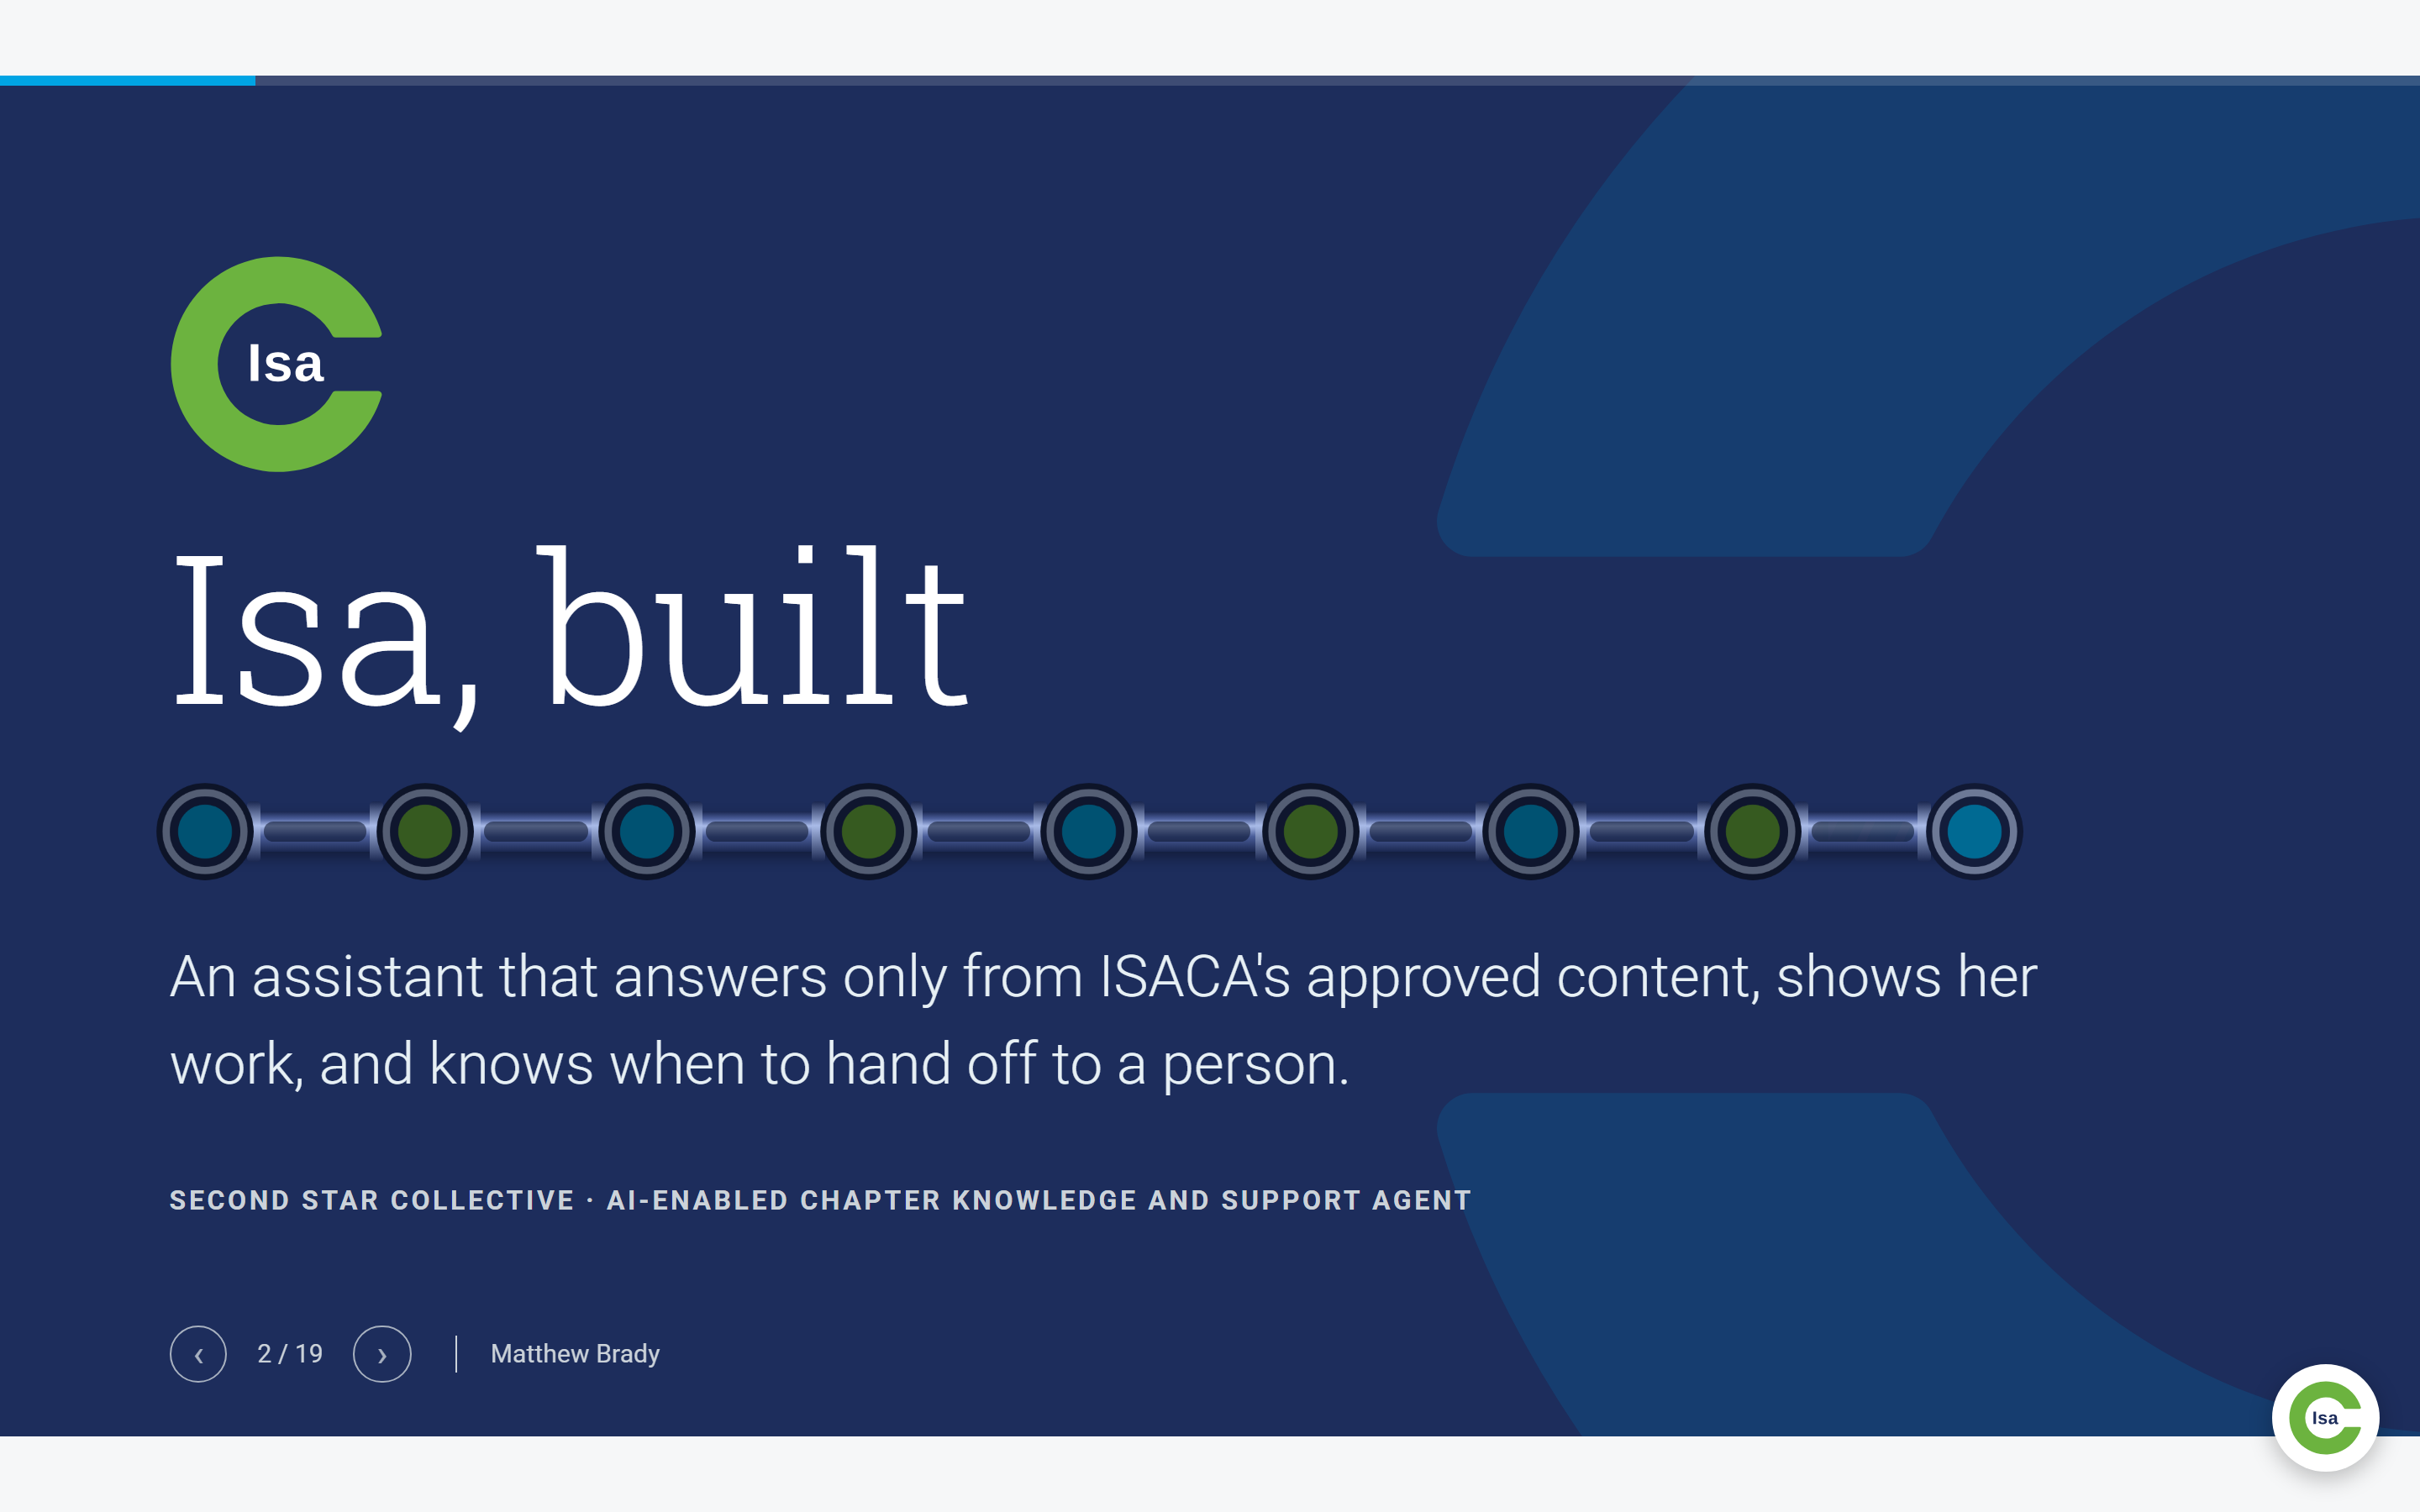 Isa
Isa, built
An assistant that answers only from ISACA's approved content, shows her
work, and knows when to hand off to a person.
SECOND STAR COLLECTIVE · AI-ENABLED CHAPTER KNOWLEDGE AND SUPPORT AGENT
‹ 2 / 19 › | Matthew Brady
Isa